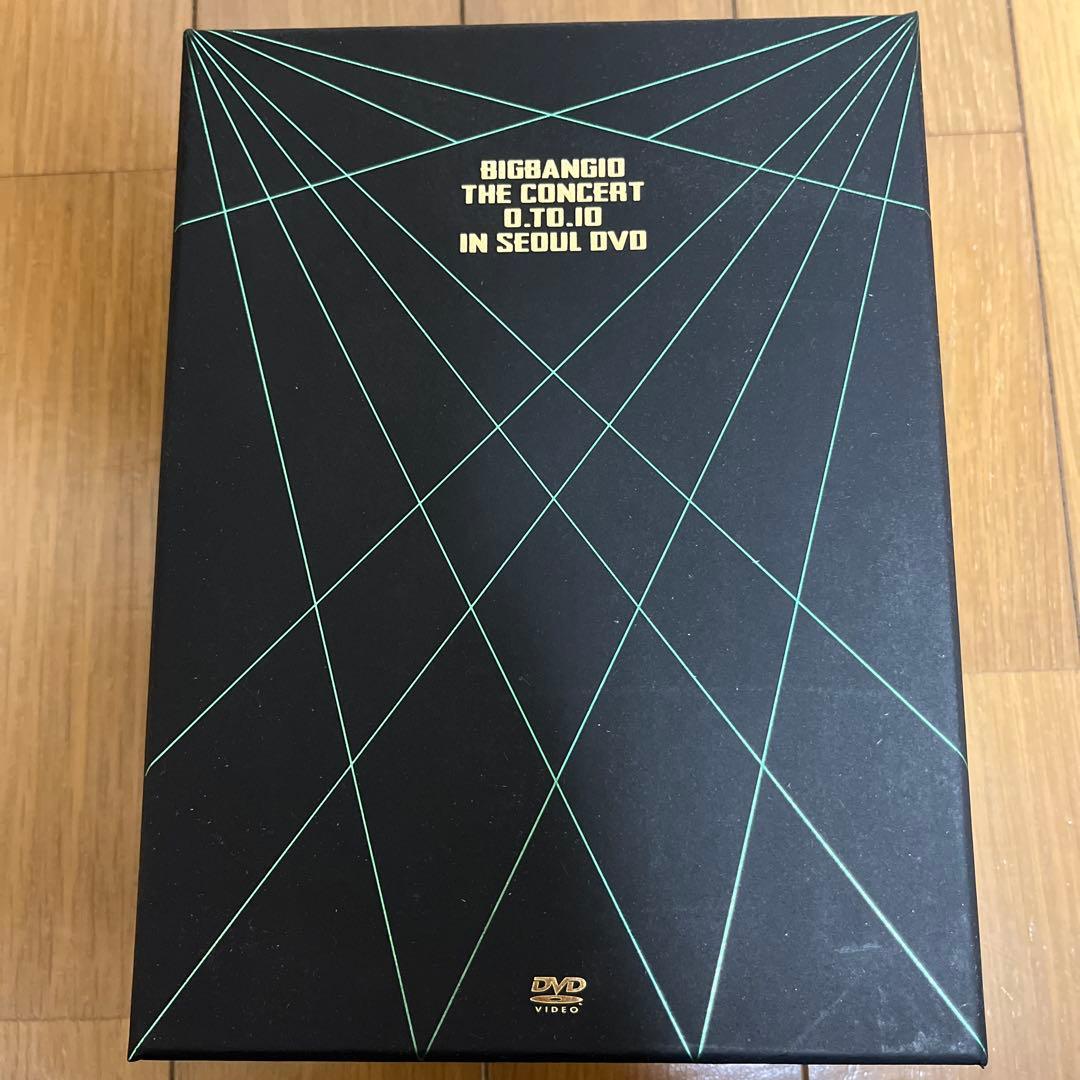 BIGBANG10
THE CONCERT
0.TO.10
IN SEOUL DVD
DVD
VIDEO